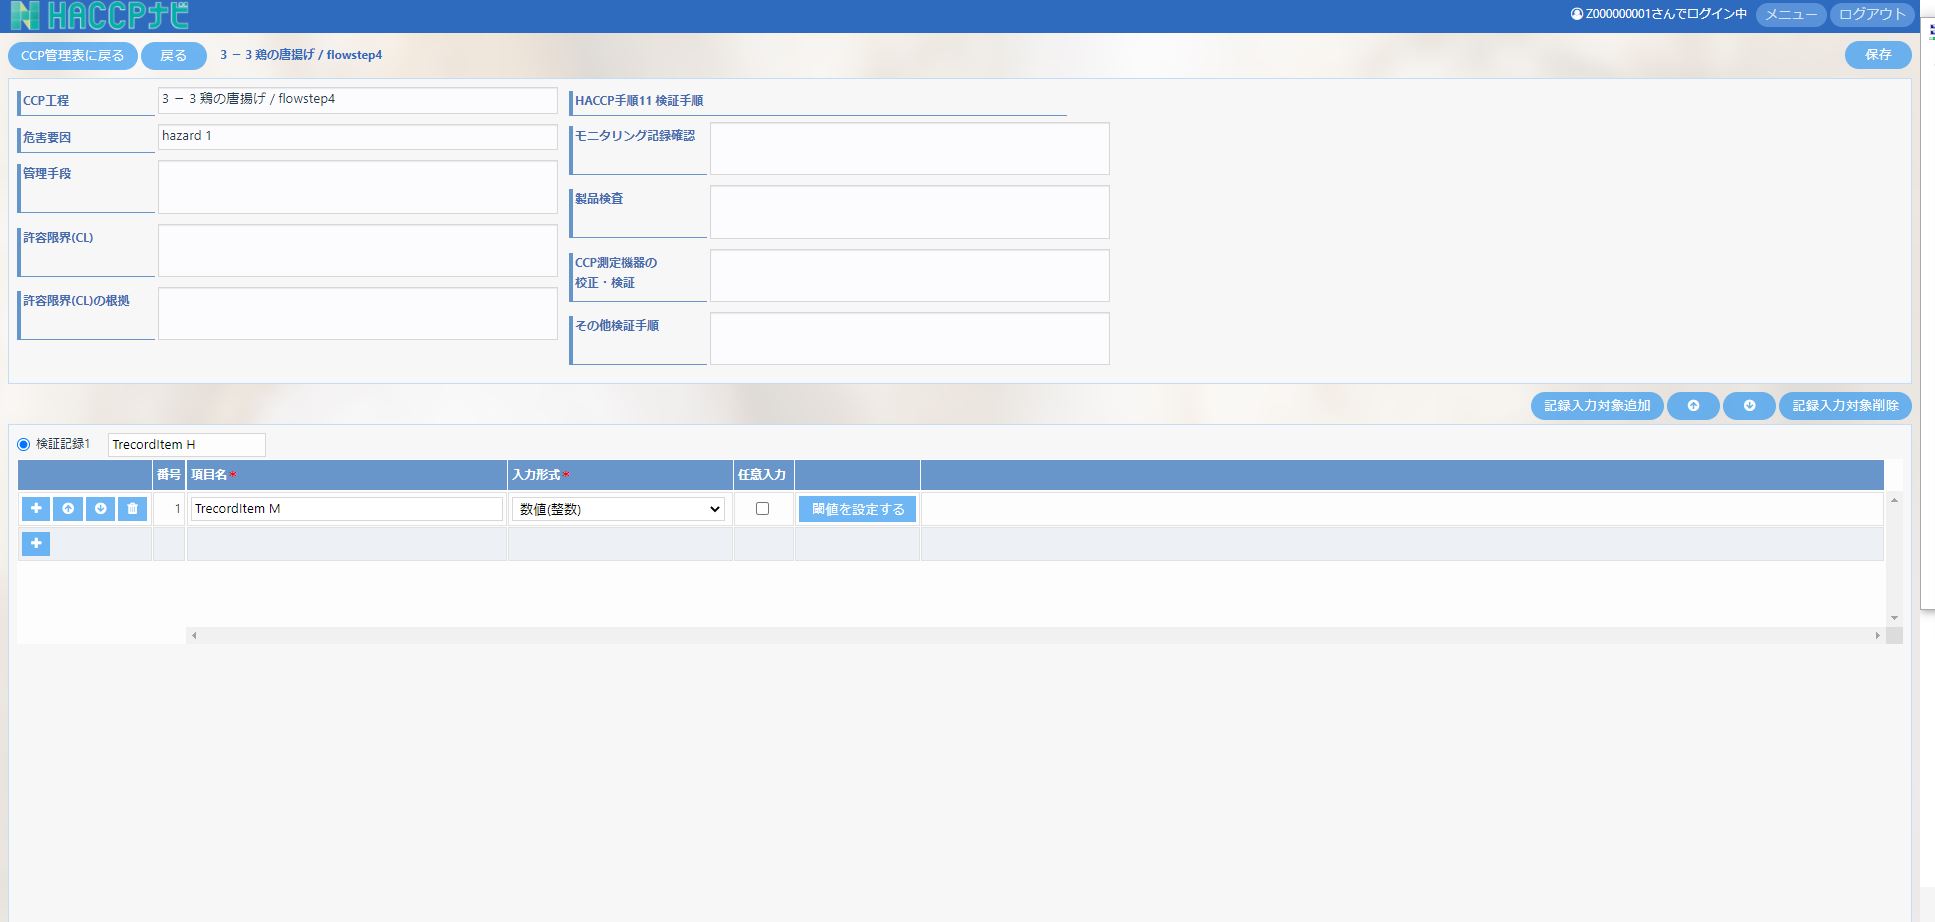 HACCPナビ
Z000000001さんでログイン中 メニュー ログアウト
CCP管理表に戻る 戻る 3 － 3 鶏の唐揚げ / flowstep4 保存
CCP工程 3 － 3 鶏の唐揚げ / flowstep4
危害要因 hazard 1
管理手段
許容限界(CL)
許容限界(CL)の根拠
HACCP手順11 検証手順
モニタリング記録確認
製品検査
CCP測定機器の
校正・検証
その他検証手順
記録入力対象追加 記録入力対象削除
検証記録1 TrecordItem H
番号 項目名* 入力形式* 任意入力
1 TrecordItem M 数値(整数) 閾値を設定する